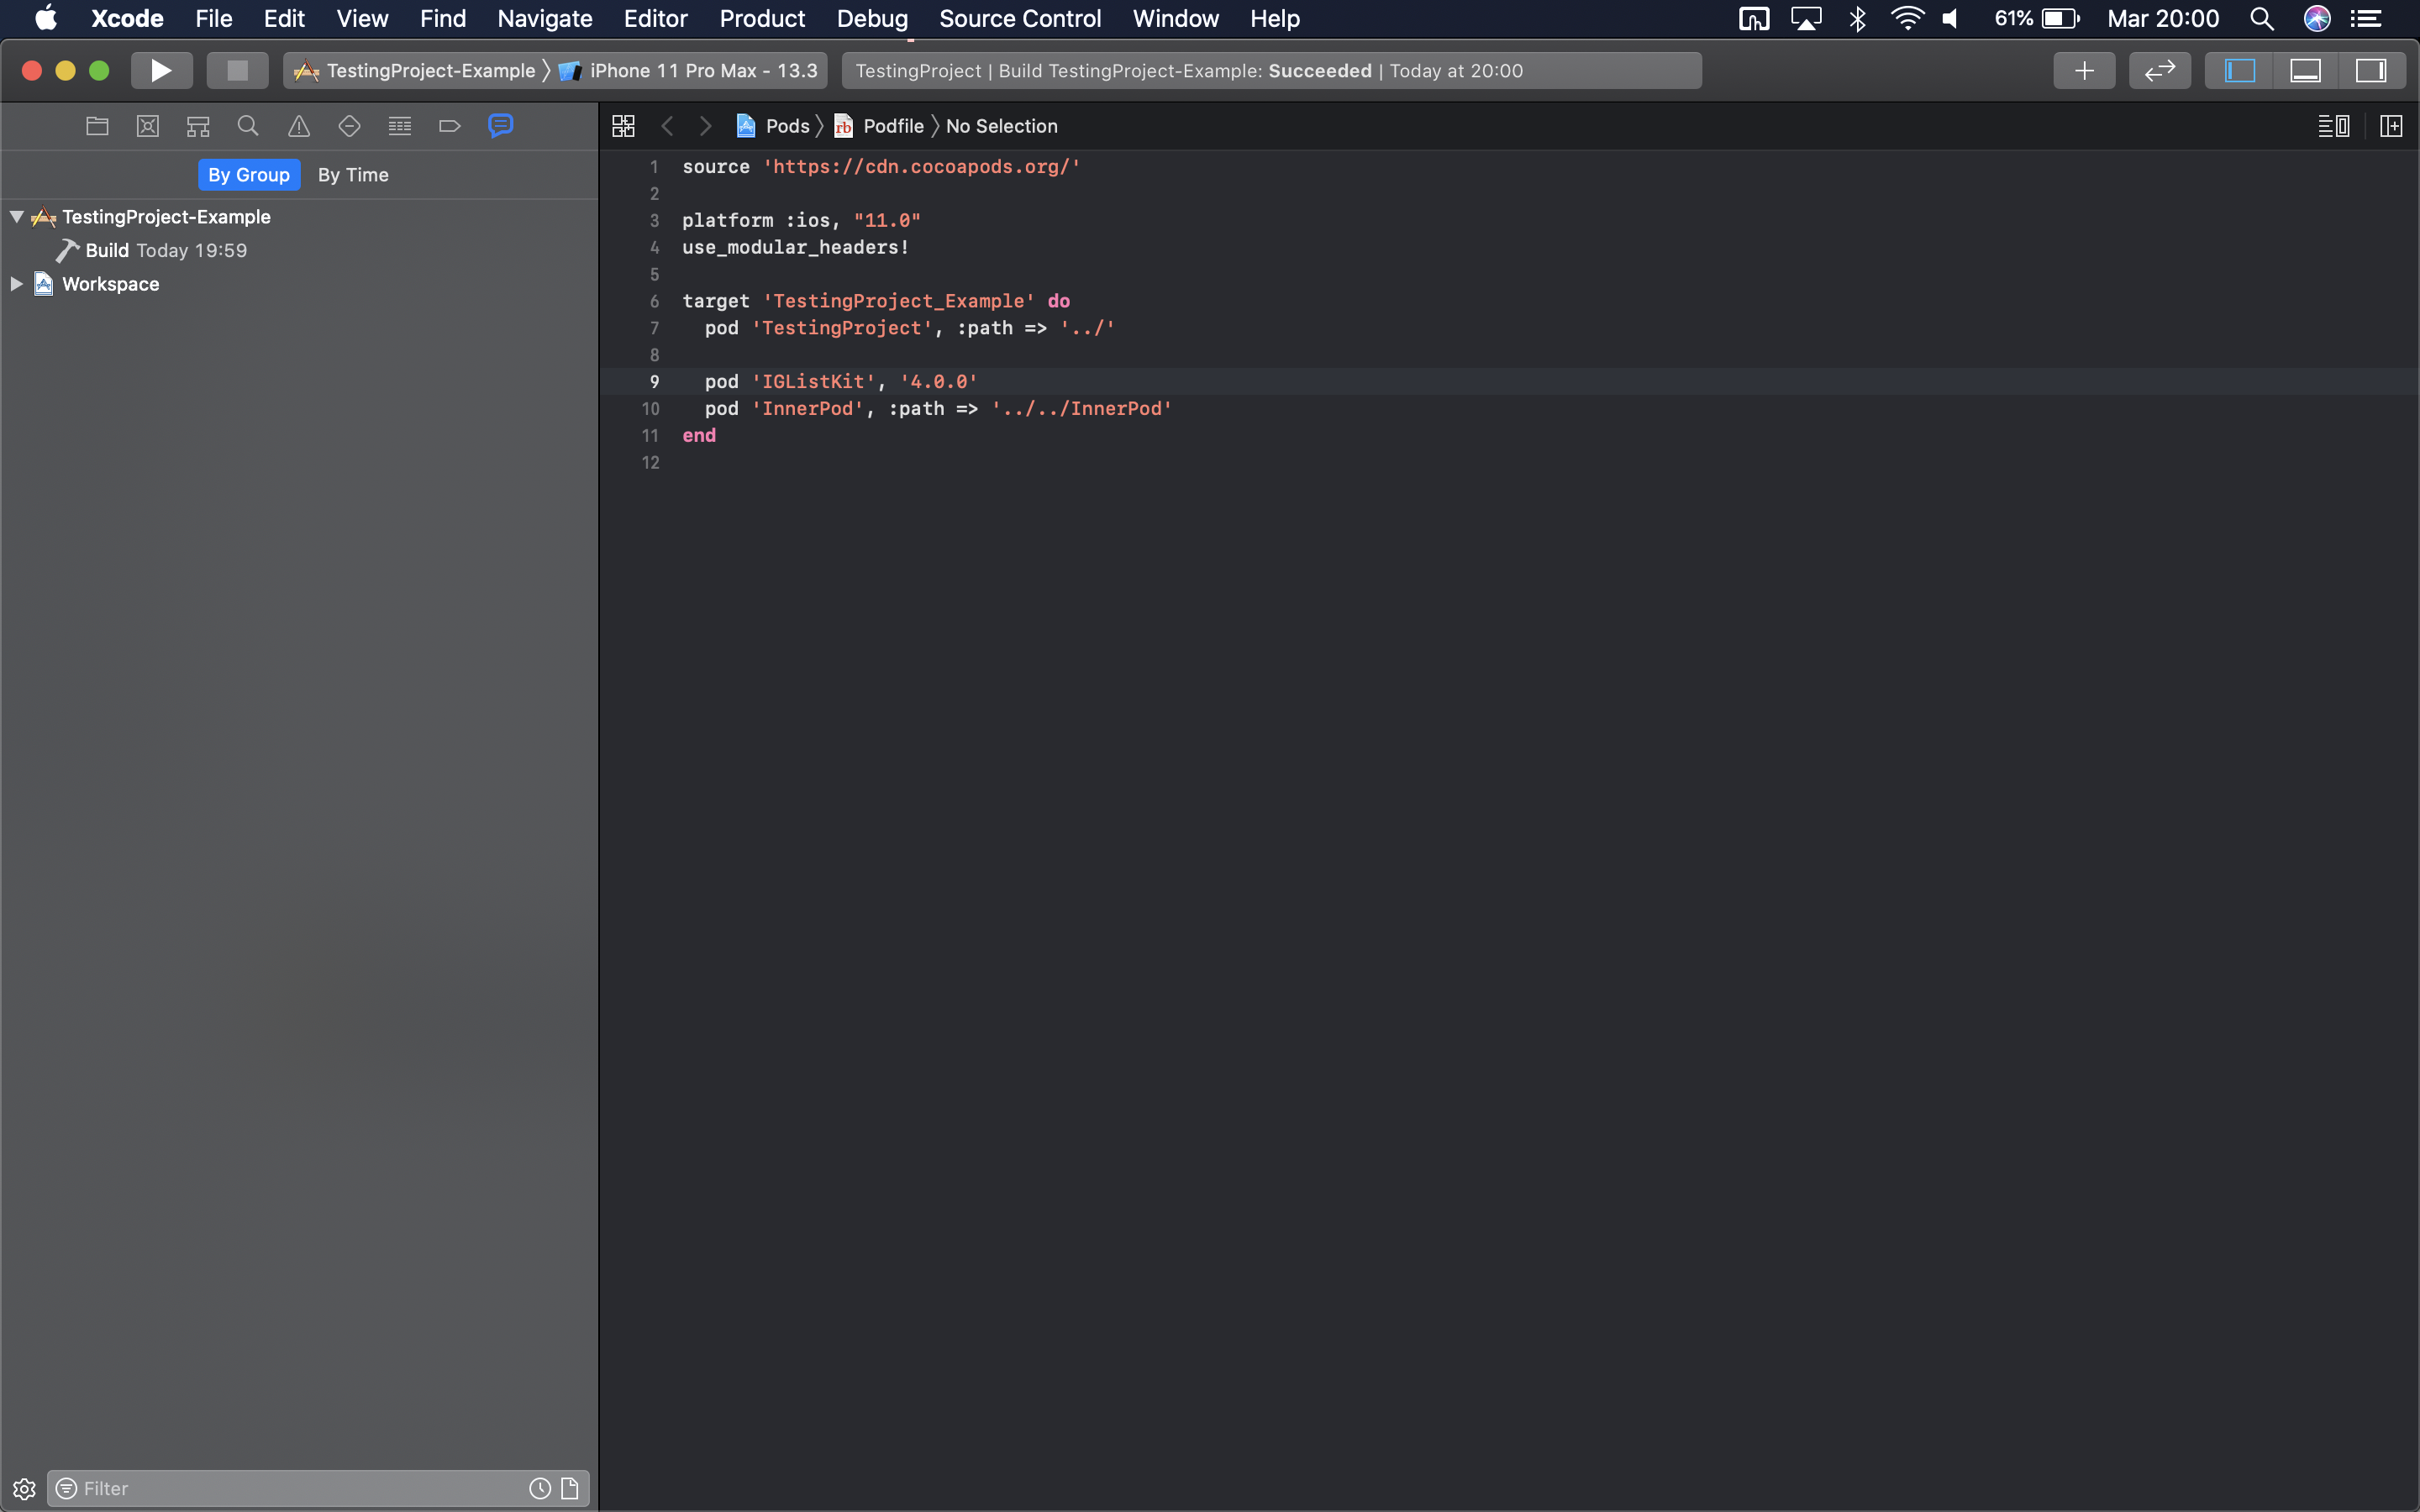 Xcode File Edit View Find Navigate Editor Product Debug Source Control Window Help 61% Mar 20:00
TestingProject-Example 〉 iPhone 11 Pro Max - 13.3 TestingProject | Build TestingProject-Example: Succeeded | Today at 20:00
Pods 〉 rb Podfile 〉 No Selection
By Group By Time
TestingProject-Example
Build Today 19:59
Workspace
1 source 'https://cdn.cocoapods.org/'
2
3 platform :ios, "11.0"
4 use_modular_headers!
5
6 target 'TestingProject_Example' do
7 pod 'TestingProject', :path => '../'
8
9 pod 'IGListKit', '4.0.0'
10 pod 'InnerPod', :path => '../../InnerPod'
11 end
12
Filter